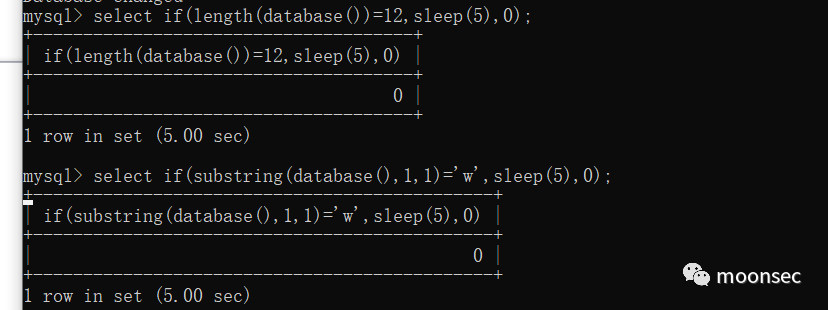 Database changed
mysql> select if(length(database())=12,sleep(5),0);
+--------------------------------------+
| if(length(database())=12,sleep(5),0) |
+--------------------------------------+
|                                    0 |
+--------------------------------------+
1 row in set (5.00 sec)
mysql> select if(substring(database(),1,1)='w',sleep(5),0);
+----------------------------------------------+
| if(substring(database(),1,1)='w',sleep(5),0) |
+----------------------------------------------+
|                                            0 |
+----------------------------------------------+
1 row in set (5.00 sec)
moonsec